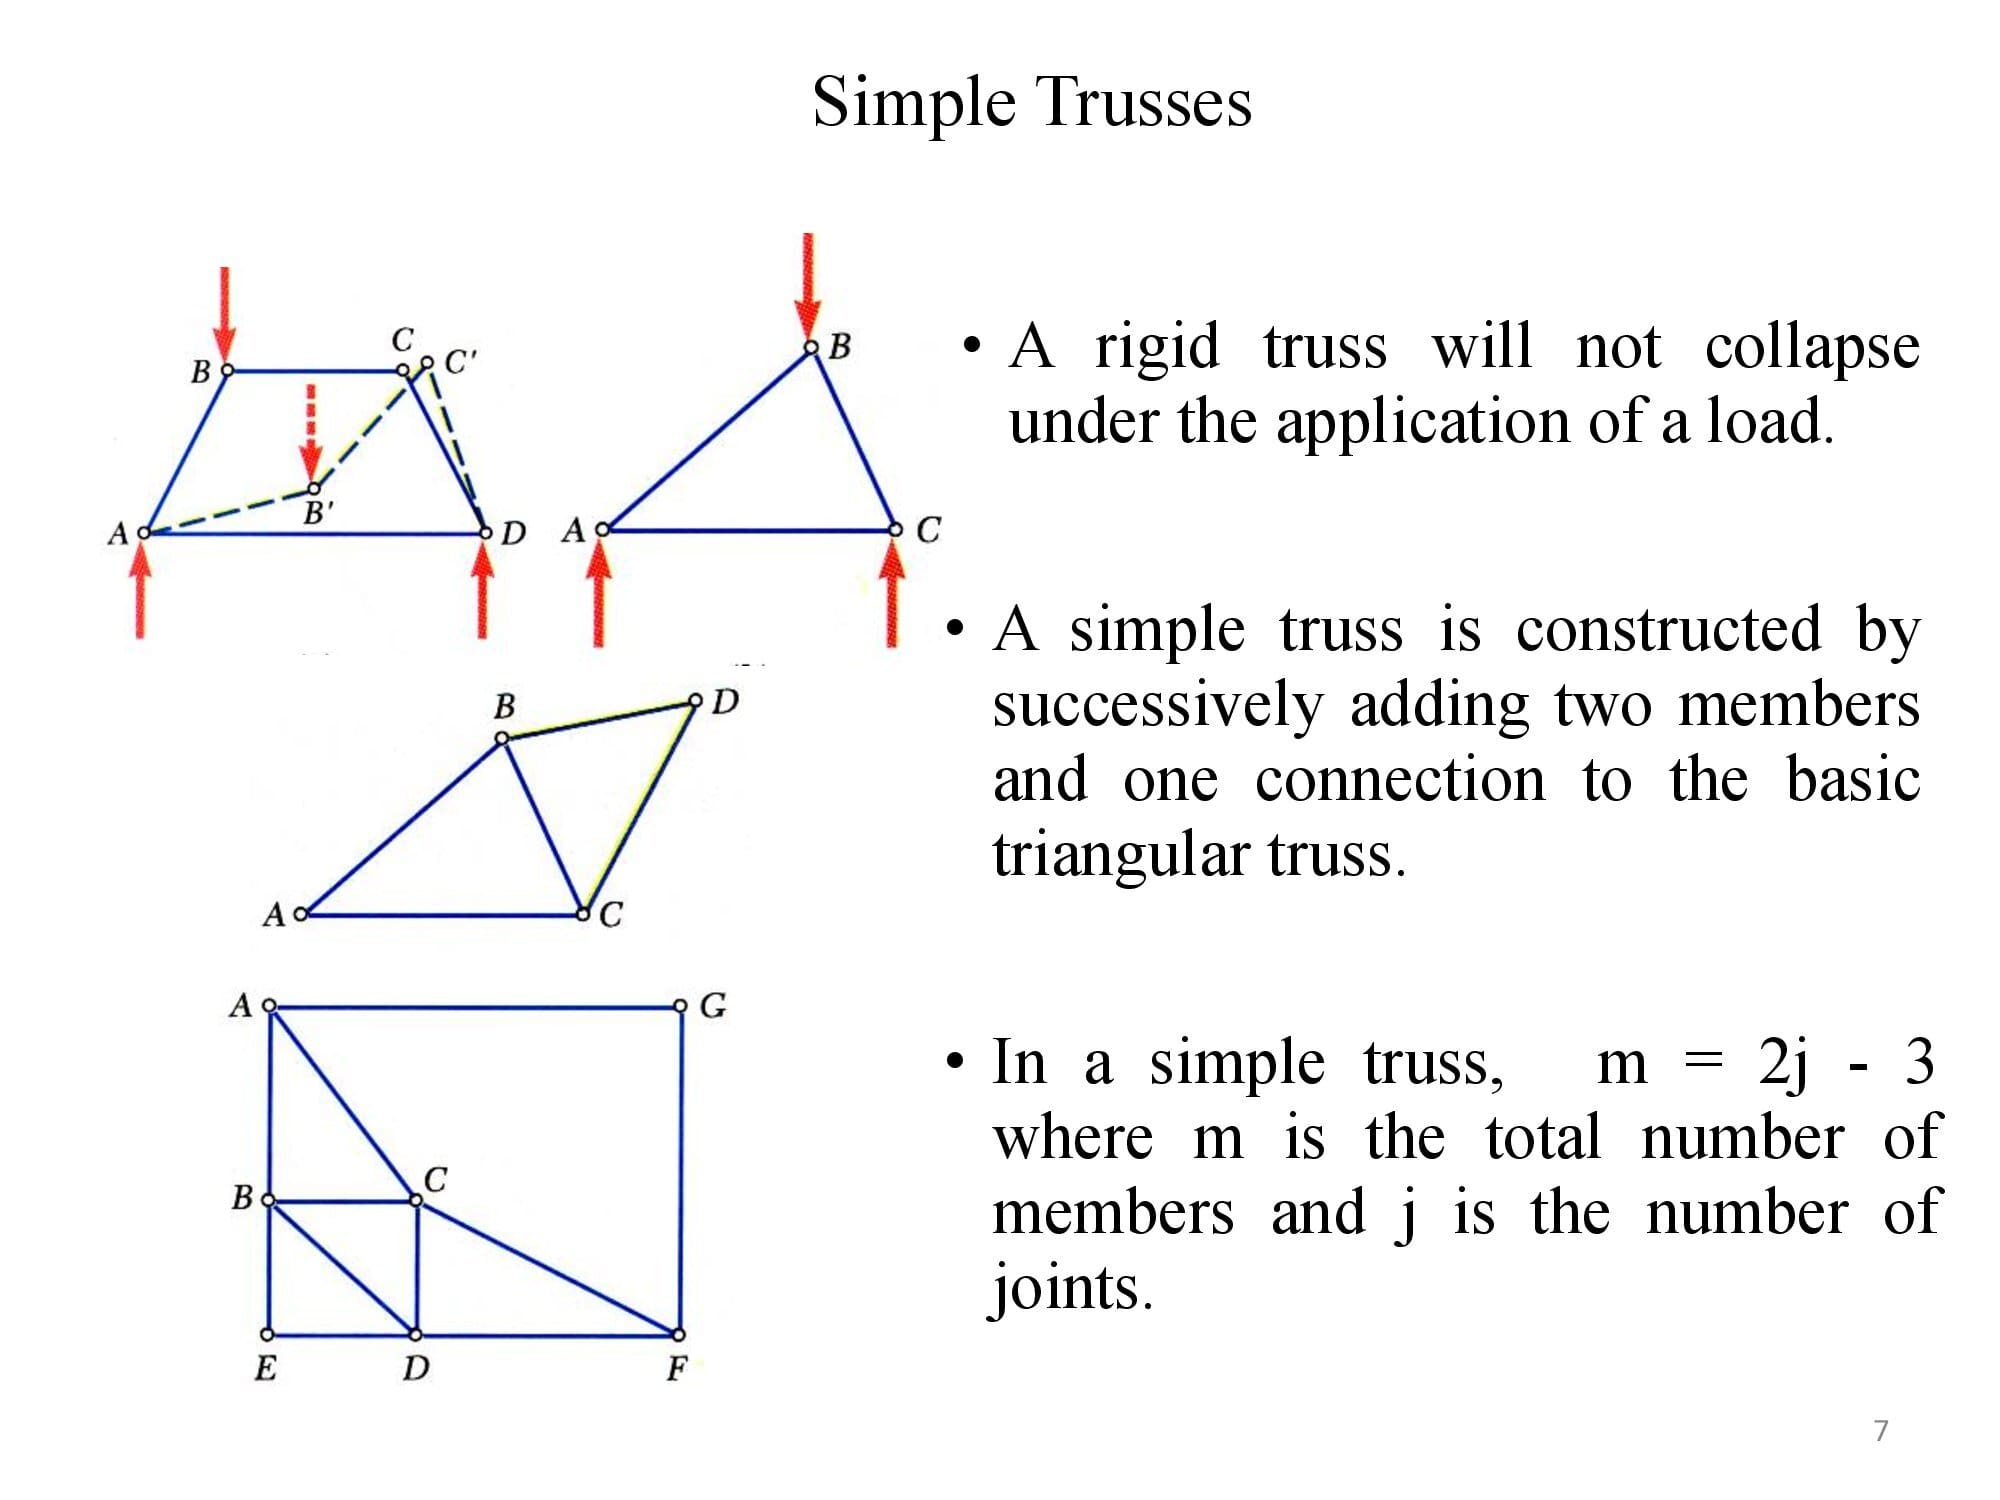 Simple Trusses
B
C
C'
B'
A
D
B
A
C
• A rigid truss will not collapse
under the application of a load.
B
D
A
C
• A simple truss is constructed by
successively adding two members
and one connection to the basic
triangular truss.
A
G
B
C
E
D
F
• In a simple truss, m = 2j - 3
where m is the total number of
members and j is the number of
joints.
7